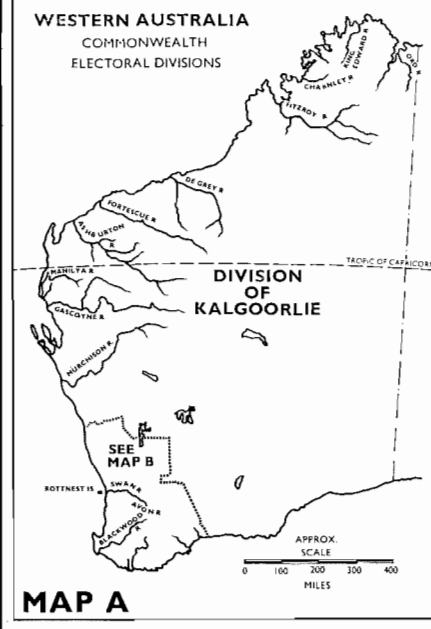 WESTERN AUSTRALIA
COMMONWEALTH
ELECTORAL DIVISIONS
KING
EDWARD R
ORD R
CHARNLEY R
FITZROY R
DE GREY R
FORTESCUE R
ASHBURTON
R
TROPIC OF CAPRICORN
MANILYA R
DIVISION
OF
KALGOORLIE
GASCOYNE R
MURCHISON R
SEE
MAP B
ROTTNEST IS
SWAN R
AVON R
BLACKWOOD
R
APPROX.
SCALE
0 100 200 300 400
MILES
MAP A